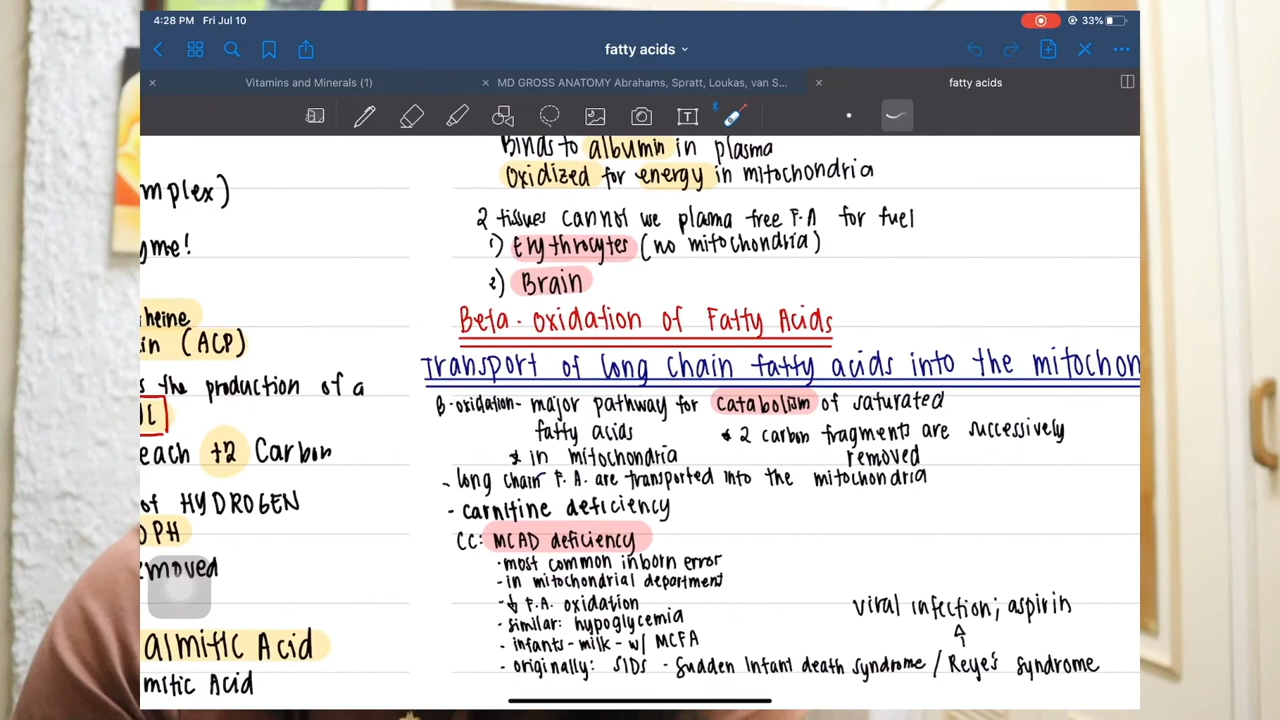 4:28 PM Fri Jul 10
33%
fatty acids
Vitamins and Minerals (1)
MD GROSS ANATOMY Abrahams, Spratt, Loukas, van S...
fatty acids
mplex)
yme!
heine
in (ACP)
s the production of a
each +2 Carbon
of HYDROGEN
DPH
emoved
almitic Acid
mitic Acid
Binds to albumin in plasma
Oxidized for energy in mitochondria
2 tissues cannot we plasma free F.A for fuel
1) Erythrocytes (no mitochondria)
2) Brain
Beta-oxidation of Fatty Acids
Transport of long chain fatty acids into the mitochon
B-oxidation- major pathway for catabolism of saturated
fatty acids
* 2 carbon fragments are successively
removed
* in mitochondria
- long chain F.A. are transported into the mitochondria
- carnitine deficiency
CC: MCAD deficiency
- most common inborn error
- in mitochondrial department
- ↓ F.A. oxidation
- similar: hypoglycemia
- infants - milk - w/ MCFA
viral infection; aspirin
- originally: SIDS - Sudden Infant death syndrome / Reye's syndrome